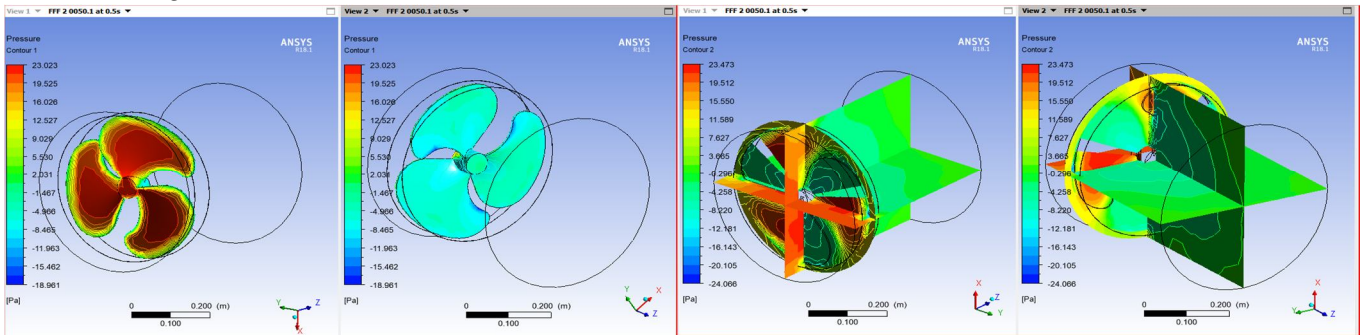 View 1 ▼ FFF 2 0050.1 at 0.5s ▼
Pressure
Contour 1
ANSYS
R18.1
23.023
19.525
16.026
12.528
9.029
5.530
2.031
-1.467
-4.966
-8.465
-11.963
-15.462
-18.961
[Pa]
0 0.200 (m)
0.100
Y Z X
View 2 ▼ FFF 2 0050.1 at 0.5s ▼
Pressure
Contour 1
ANSYS
R18.1
23.023
19.525
16.026
12.528
9.029
5.530
2.031
-1.467
-4.966
-8.465
-11.963
-15.462
-18.961
[Pa]
0 0.200 (m)
0.100
Y X Z
View 1 ▼ FFF 2 0050.1 at 0.5s ▼
Pressure
Contour 2
ANSYS
R18.1
23.473
19.512
15.550
11.589
7.627
3.665
-0.296
-4.258
-8.220
-12.181
-16.143
-20.105
-24.066
[Pa]
0 0.200 (m)
0.100
X Z Y
View 2 ▼ FFF 2 0050.1 at 0.5s ▼
Pressure
Contour 2
ANSYS
R18.1
23.473
19.512
15.550
11.589
7.627
3.665
-0.296
-4.258
-8.220
-12.181
-16.143
-20.105
-24.066
[Pa]
0 0.200 (m)
0.100
X Y Z